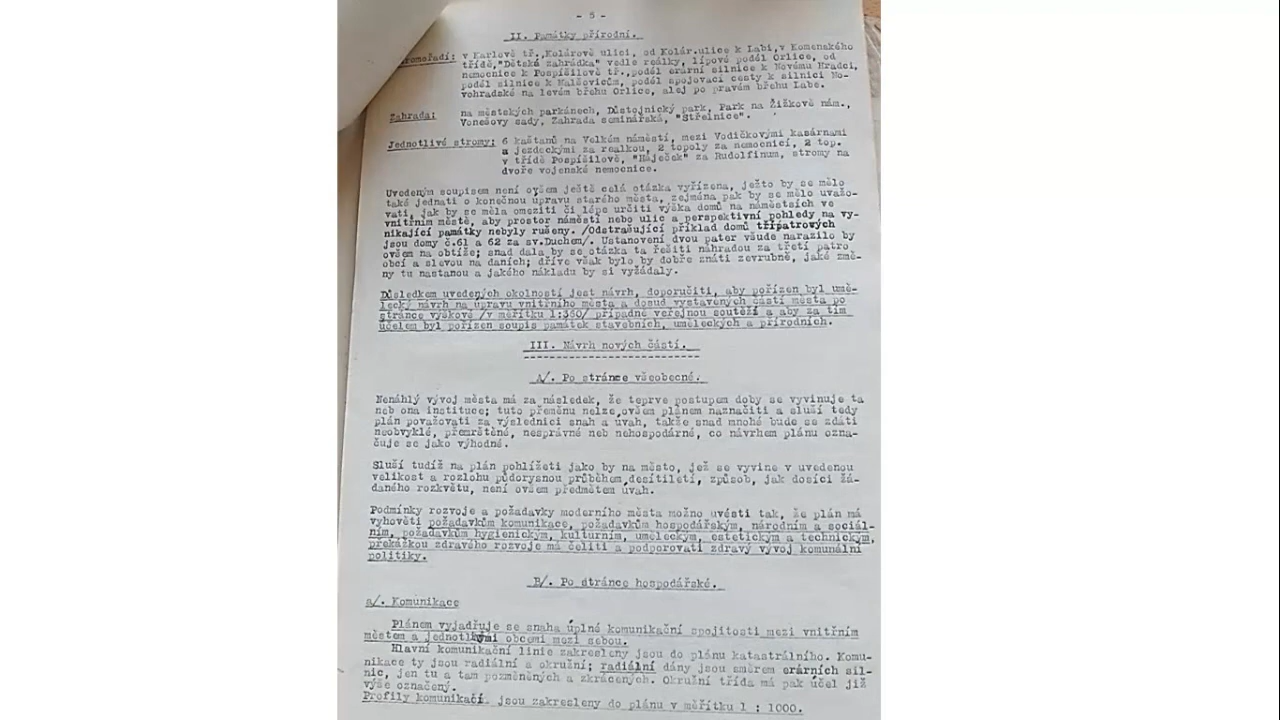 - 5 -
II. Památky přírodní.
omořadí: v Karlově tř.,Kolárově ulici, od Kolár.ulice k Labi,v Komenského
třídě,"Dětská zahrádka" vedle reálky, lipové podél Orlice, od
nemocnice k Pospíšilově tř.,podél erární silnice k Novému Hradci,
podél silnice k Malšovicům, podél spojovací cesty k silnici No-
vohradské na levém břehu Orlice, alej po pravém břehu Labe.
Zahrada: na městských parkánech, Důstojnický park, Park na Žižkově nám.,
Vonešovy sady, Zahrada seminářská, "Střelnice".
Jednotlivé stromy: 6 kaštanů na Velkém náměstí, mezi Vodičkovými kasárnami
a jezdeckými za realkou, 2 topoly za nemocnicí, 2 top.
v třídě Pospíšilově, "Háječek" za Rudolfinum, stromy na
dvoře vojenské nemocnice.
Uvedeným soupisem není ovšem ještě celá otázka vyřízena, ježto by se mělo
také jednati o konečnou úpravu starého města, zejména pak by se mělo uvažo-
vati, jak by se měla omeziti či lépe určiti výška domů na náměstích ve
vnitřním městě, aby prostor náměstí nebo ulic a perspektivní pohledy na vy-
nikající památky nebyly rušeny. /Odstrašující příklad domů třípatrových
jsou domy č.61 a 62 za sv.Duchem/. Ustanovení dvou pater všude narazilo by
ovšem na obtíže; snad dala by se otázka ta řešiti náhradou za třetí patro
obcí a slevou na daních; dříve však bylo by dobře znáti zevrubně, jaké změ-
ny tu nastanou a jakého nákladu by si vyžádaly.
Důsledkem uvedených okolností jest návrh, doporučiti, aby pořízen byl umě-
lecký návrh na úpravu vnitřního města a dosud vystavěných částí města po
stránce výškové /v měřítku 1:360/ případně veřejnou soutěží a aby za tím
účelem byl pořízen soupis památek stavebních, uměleckých a přírodních.
III. Návrh nových částí.
A/. Po stránce všeobecné.
Nenáhlý vývoj města má za následek, že teprve postupem doby se vyvinuje ta
neb ona instituce; tuto přeměnu nelze ovšem plánem naznačiti a sluší tedy
plán považovati za výslednici snah a úvah, takže snad mnohé bude se zdáti
neobvyklé, přemrštěné, nesprávné neb nehospodárné, co návrhem plánu ozna-
čuje se jako výhodné.
Sluší tudíž na plán pohlížeti jako by na město, jež se vyvine v uvedenou
velikost a rozlohu půdorysnou průběhem desítiletí, způsob, jak dosíci žá-
daného rozkvětu, není ovšem předmětem úvah.
Podmínky rozvoje a požadavky moderního města možno uvésti tak, že plán má
vyhověti požadavkům komunikace, požadavkům hospodářským, národním a sociál-
ním, požadavkům hygienickým, kulturním, uměleckým, estetickým a technickým,
překážkou zdravého rozvoje má čeliti a podporovati zdravý vývoj komunální
politiky.
B/. Po stránce hospodářské.
a/. Komunikace
Plánem vyjadřuje se snaha úplné komunikační spojitosti mezi vnitřním
městem a jednotlivými obcemi mezi sebou.
Hlavní komunikační linie zakresleny jsou do plánu katastrálního. Komu-
nikace ty jsou radiální a okružní; radiální dány jsou směrem erárních sil-
nic, jen tu a tam pozměněných a zkrácených. Okružní třída má pak účel již
výše označený.
Profily komunikační jsou zakresleny do plánu v měřítku 1 : 1000.